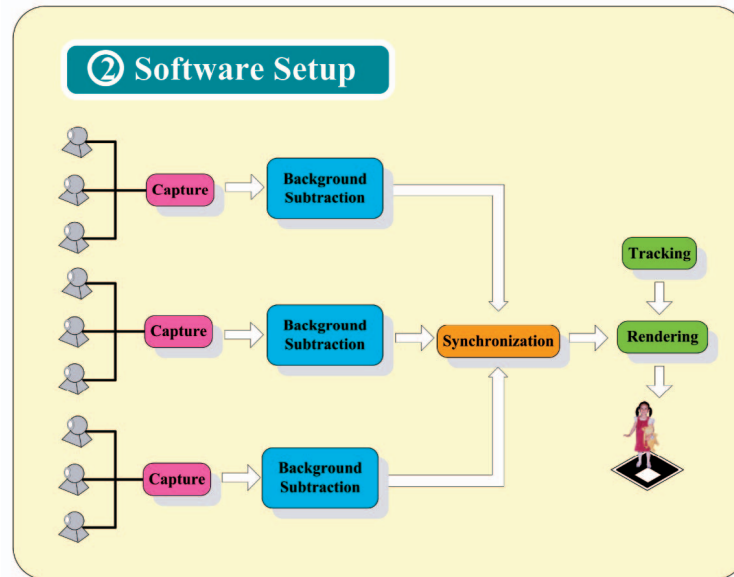 ② Software Setup
Capture
Background
Subtraction
Tracking
Capture
Background
Subtraction
Synchronization
Rendering
Capture
Background
Subtraction